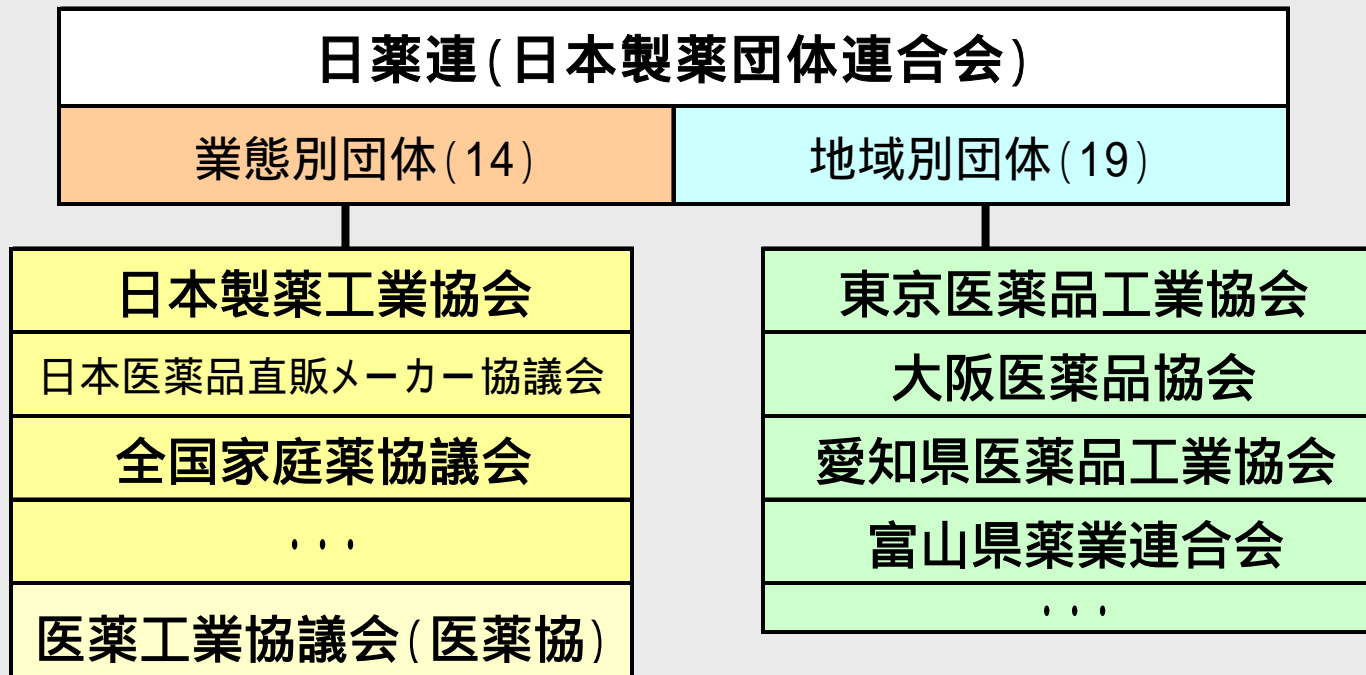 日薬連(日本製薬団体連合会)
業態別団体(14)
地域別団体(19)
日本製薬工業協会
日本医薬品直販メーカー協議会
全国家庭薬協議会
・・・
医薬工業協議会(医薬協)
東京医薬品工業協会
大阪医薬品協会
愛知県医薬品工業協会
富山県薬業連合会
・・・